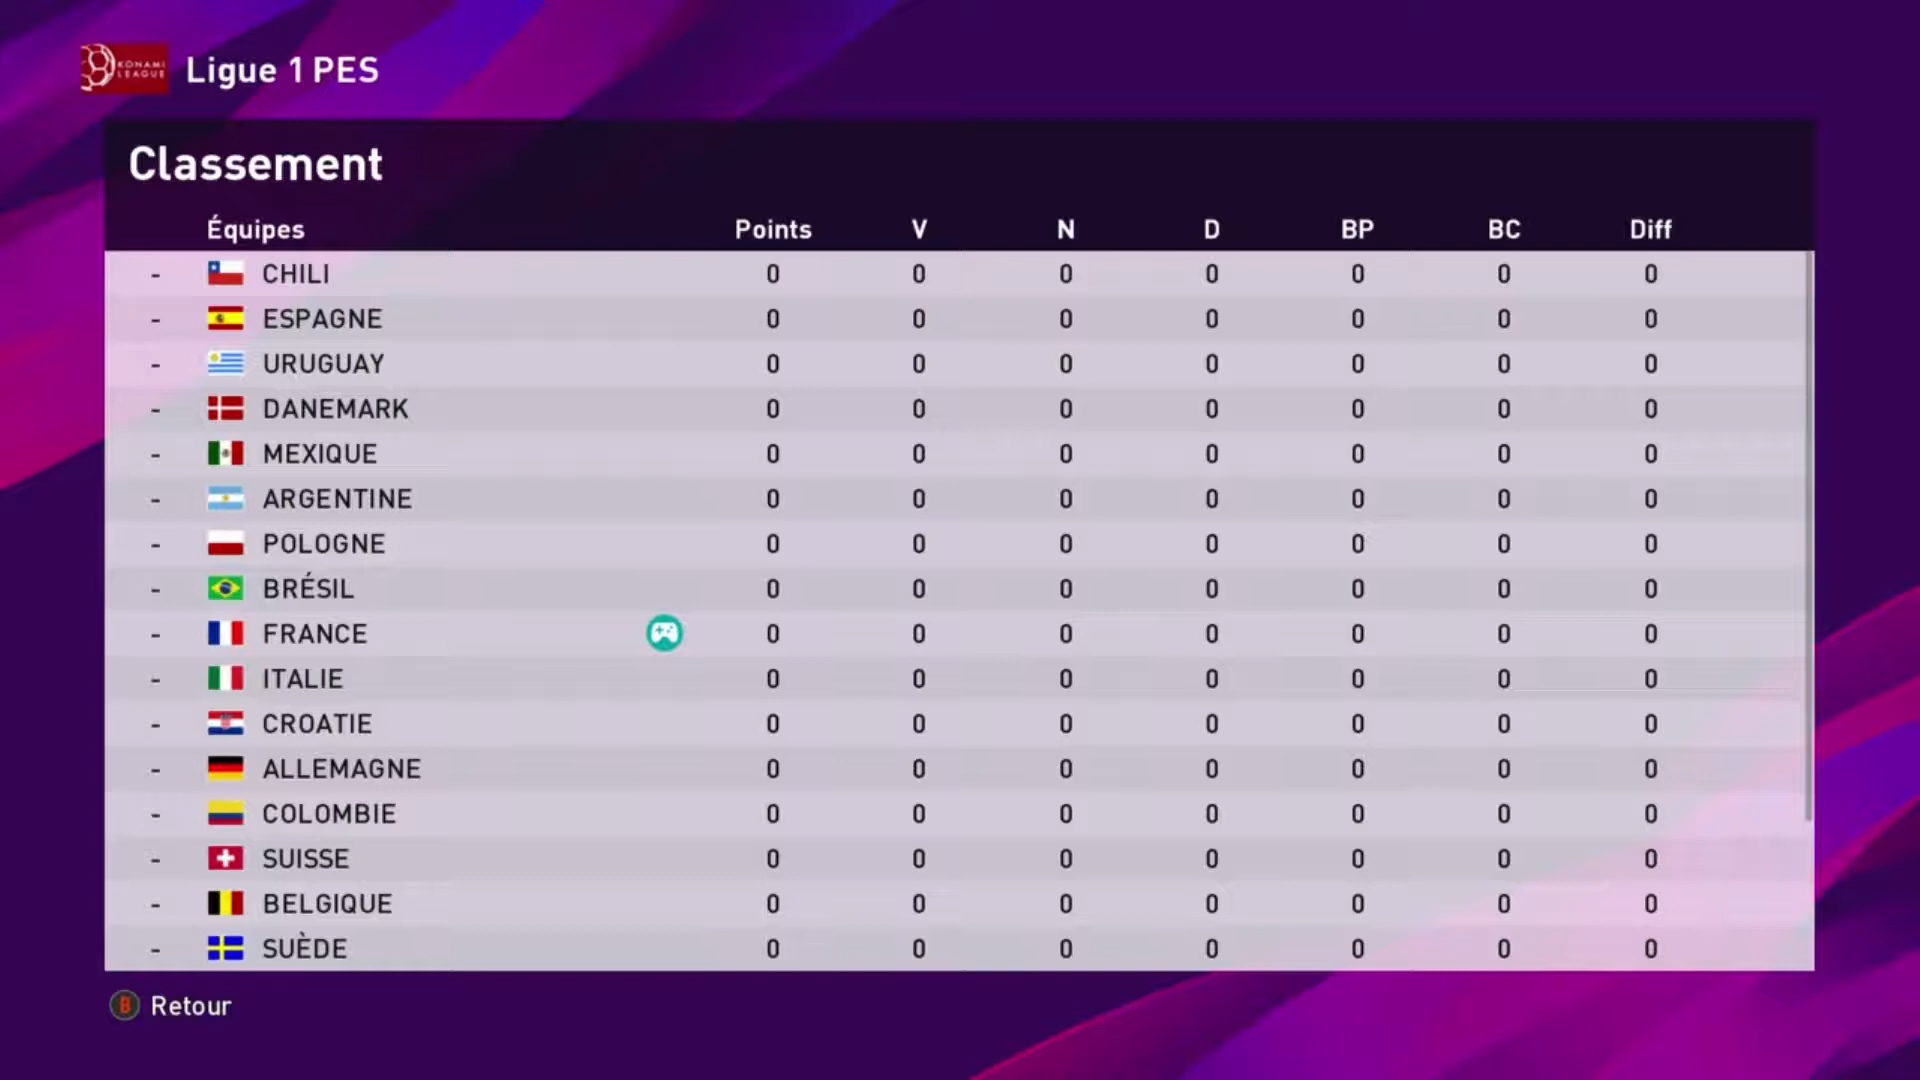 KONAMI
LEAGUE
Ligue 1 PES
Classement
Équipes Points V N D BP BC Diff
- CHILI 0 0 0 0 0 0 0
- ESPAGNE 0 0 0 0 0 0 0
- URUGUAY 0 0 0 0 0 0 0
- DANEMARK 0 0 0 0 0 0 0
- MEXIQUE 0 0 0 0 0 0 0
- ARGENTINE 0 0 0 0 0 0 0
- POLOGNE 0 0 0 0 0 0 0
- BRÉSIL 0 0 0 0 0 0 0
- FRANCE 0 0 0 0 0 0 0
- ITALIE 0 0 0 0 0 0 0
- CROATIE 0 0 0 0 0 0 0
- ALLEMAGNE 0 0 0 0 0 0 0
- COLOMBIE 0 0 0 0 0 0 0
- SUISSE 0 0 0 0 0 0 0
- BELGIQUE 0 0 0 0 0 0 0
- SUÈDE 0 0 0 0 0 0 0
B Retour